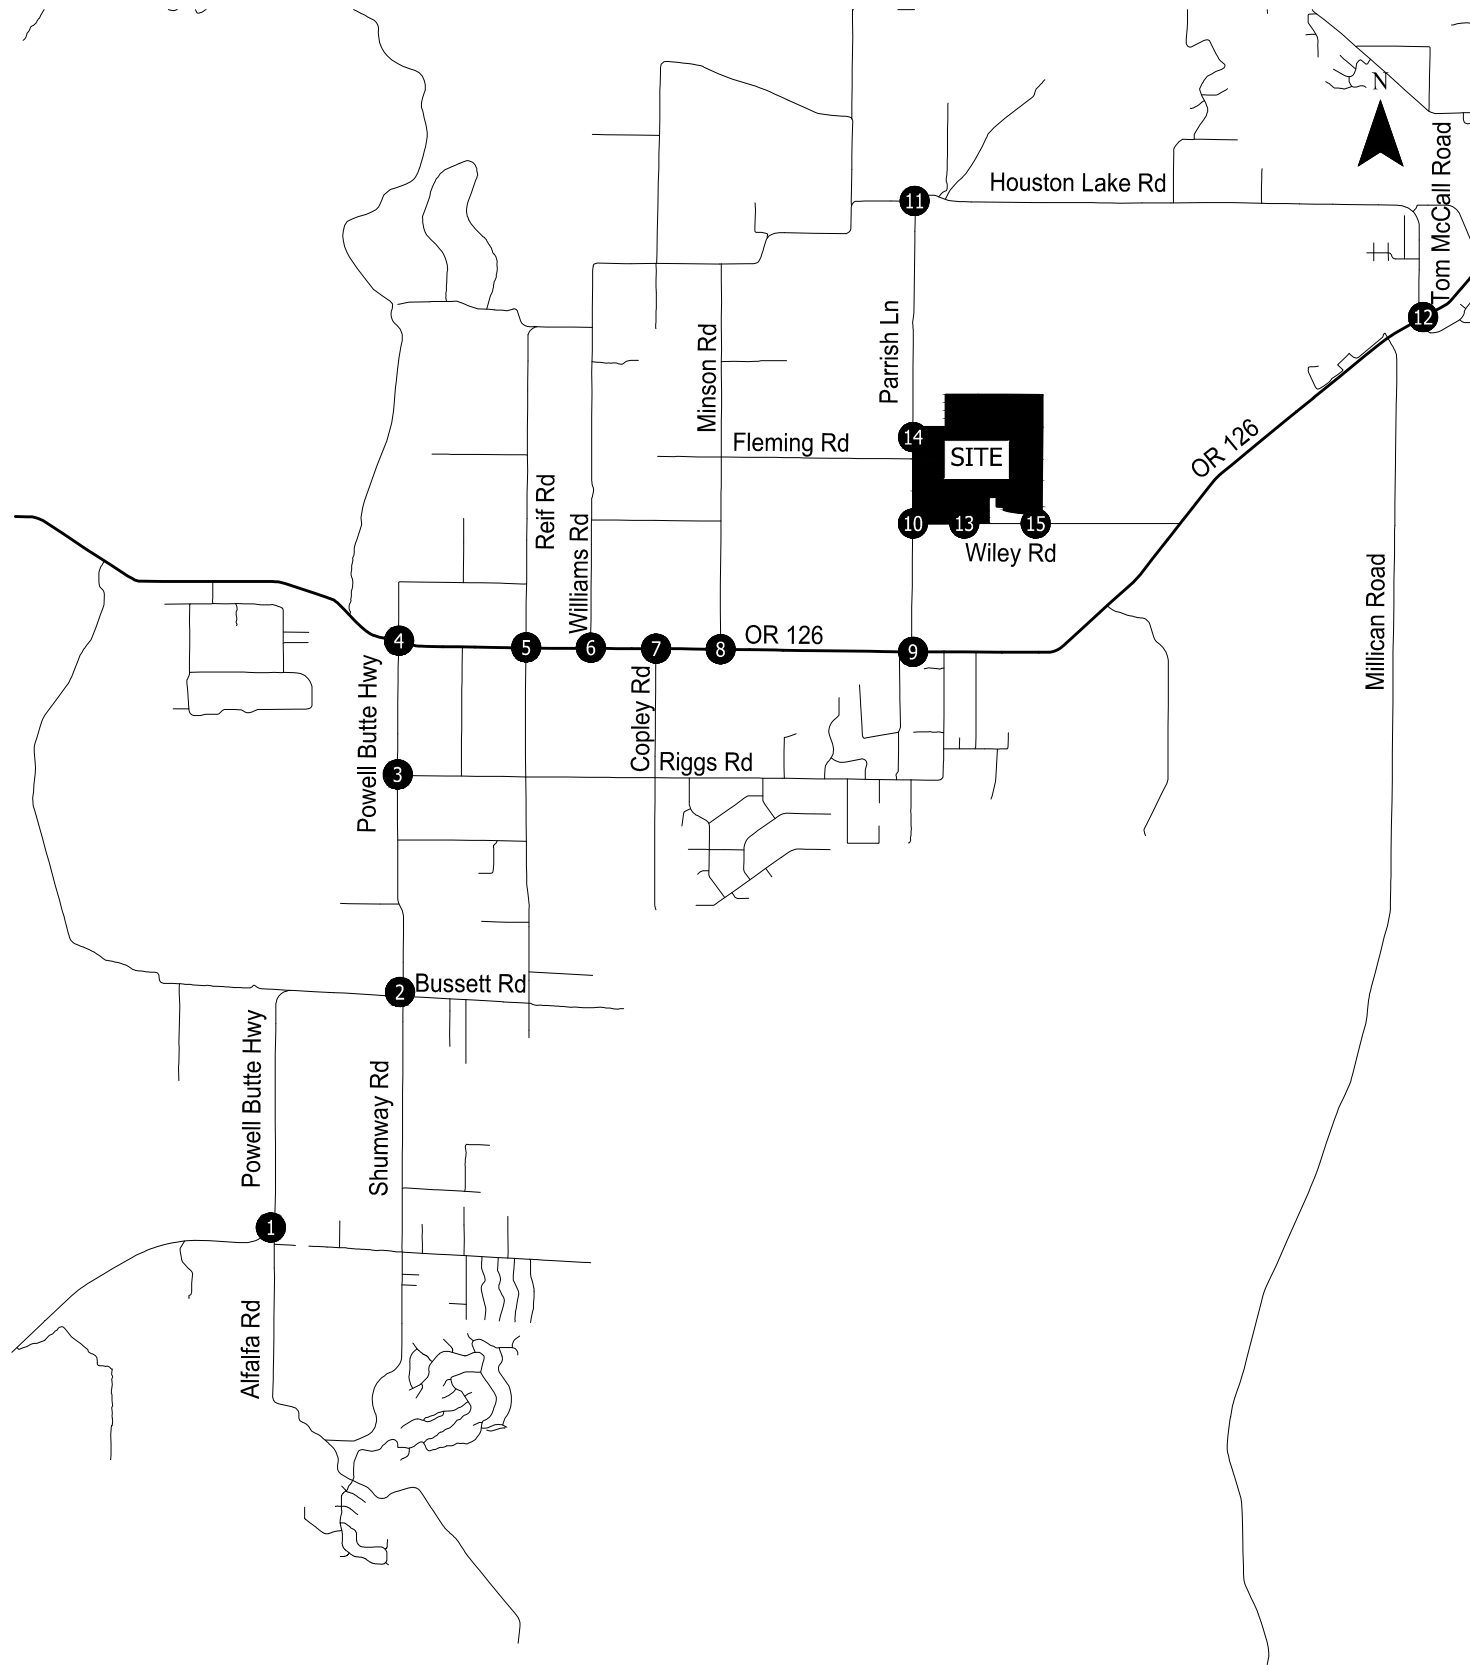 N
Tom McCall Road
Houston Lake Rd
11
12
Parrish Ln
Minson Rd
14
Fleming Rd
SITE
OR 126
Reif Rd
Williams Rd
10
13
15
Wiley Rd
Millican Road
4
5
6
7
8
OR 126
9
Powell Butte Hwy
Copley Rd
3
Riggs Rd
2
Bussett Rd
Powell Butte Hwy
Shumway Rd
1
Alfalfa Rd